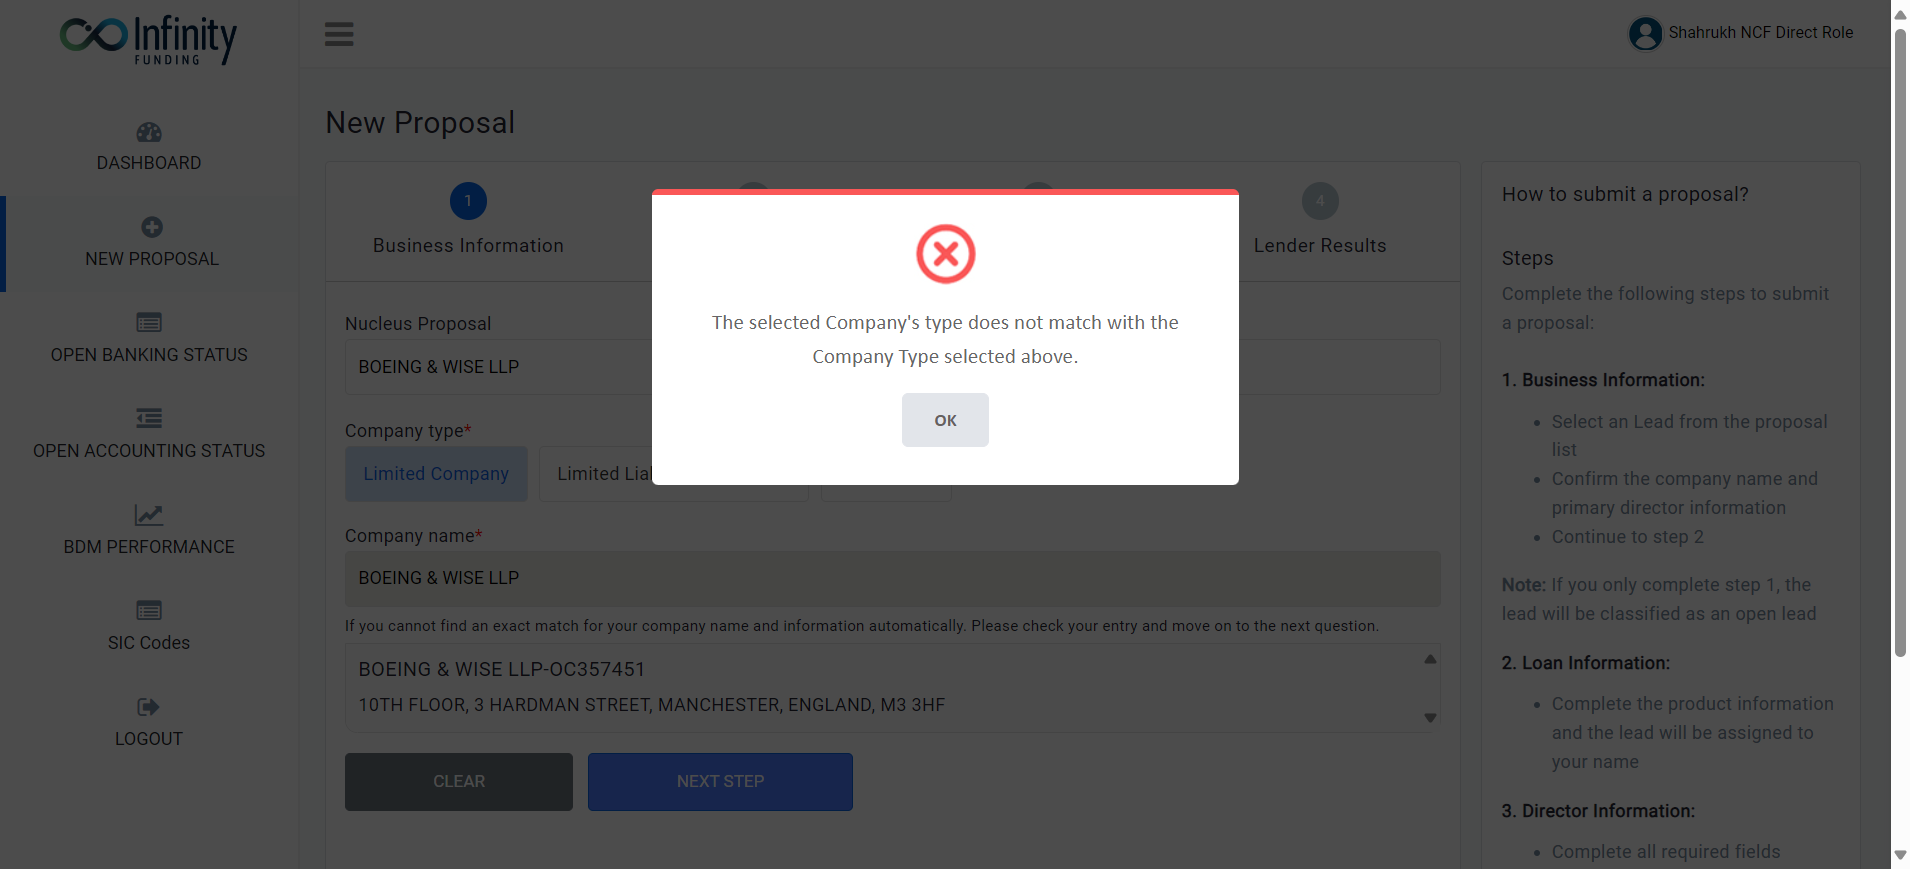 Infinity
FUNDING
Shahrukh NCF Direct Role
DASHBOARD
NEW PROPOSAL
OPEN BANKING STATUS
OPEN ACCOUNTING STATUS
BDM PERFORMANCE
SIC Codes
LOGOUT
New Proposal
1
Business Information
4
Lender Results
The selected Company's type does not match with the
Company Type selected above.
OK
Nucleus Proposal
BOEING & WISE LLP
Company type*
Limited Company
Limited Lia
Company name*
BOEING & WISE LLP
If you cannot find an exact match for your company name and information automatically. Please check your entry and move on to the next question.
BOEING & WISE LLP-OC357451
10TH FLOOR, 3 HARDMAN STREET, MANCHESTER, ENGLAND, M3 3HF
CLEAR
NEXT STEP
How to submit a proposal?
Steps
Complete the following steps to submit
a proposal:
1. Business Information:
• Select an Lead from the proposal
list
• Confirm the company name and
primary director information
• Continue to step 2
Note: If you only complete step 1, the
lead will be classified as an open lead
2. Loan Information:
• Complete the product information
and the lead will be assigned to
your name
3. Director Information:
• Complete all required fields